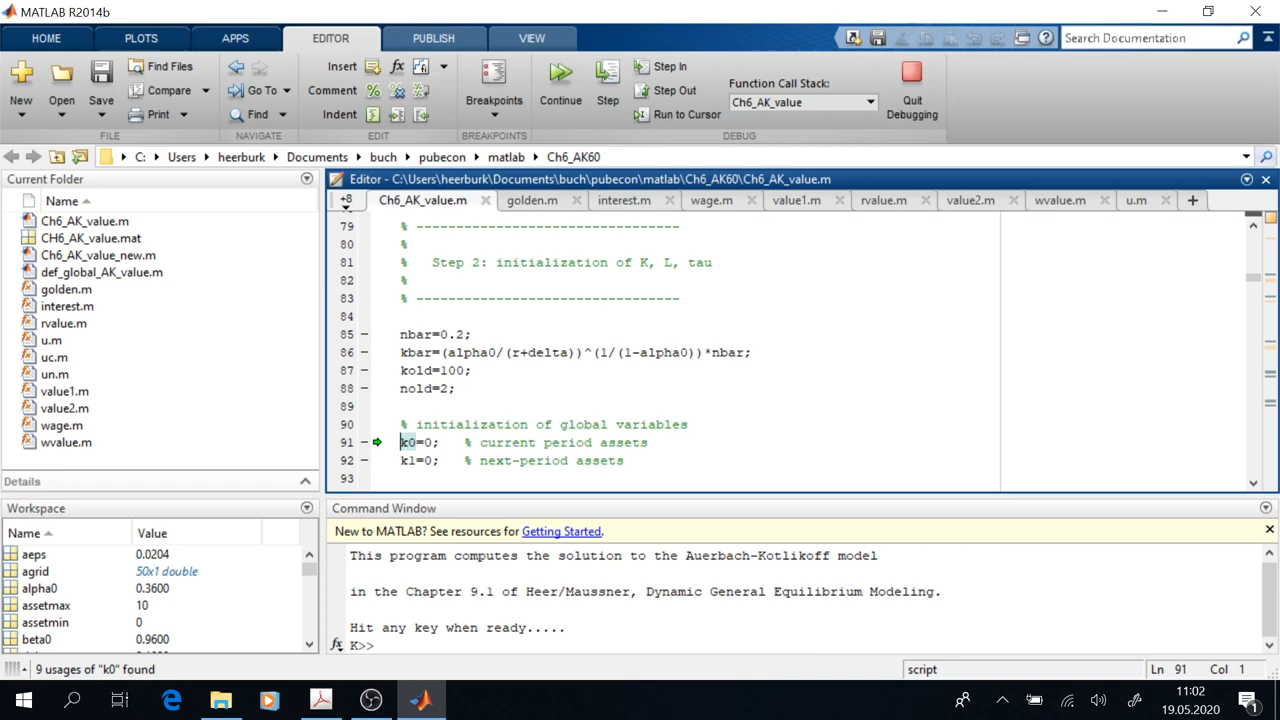 MATLAB R2014b
HOME PLOTS APPS EDITOR PUBLISH VIEW Search Documentation
Find Files Insert fx Comment % Indent
New Open Save Compare Print
Go To Find
Breakpoints Continue Step Step In Step Out Run to Cursor
Function Call Stack:
Ch6_AK_value
Quit Debugging
FILE NAVIGATE EDIT BREAKPOINTS DEBUG
C: Users heerburk Documents buch pubecon matlab Ch6_AK60
Current Folder
Name
Ch6_AK_value.m
CH6_AK_value.mat
Ch6_AK_value_new.m
def_global_AK_value.m
golden.m
interest.m
rvalue.m
u.m
uc.m
un.m
value1.m
value2.m
wage.m
wvalue.m
Details
Editor - C:\Users\heerburk\Documents\buch\pubecon\matlab\Ch6_AK60\Ch6_AK_value.m
+8 Ch6_AK_value.m golden.m interest.m wage.m value1.m rvalue.m value2.m wvalue.m u.m
79 % ---------------------------------
80 %
81 % Step 2: initialization of K, L, tau
82 %
83 % ---------------------------------
84
85 – nbar=0.2;
86 – kbar=(alpha0/(r+delta))^(1/(1-alpha0))*nbar;
87 – kold=100;
88 – nold=2;
89
90 % initialization of global variables
91 – k0=0; % current period assets
92 – k1=0; % next-period assets
93
Workspace
Name Value
aeps 0.0204
agrid 50x1 double
alpha0 0.3600
assetmax 10
assetmin 0
beta0 0.9600
Command Window
New to MATLAB? See resources for Getting Started.
This program computes the solution to the Auerbach-Kotlikoff model
in the Chapter 9.1 of Heer/Maussner, Dynamic General Equilibrium Modeling.
Hit any key when ready.....
fx K>>
9 usages of "k0" found script Ln 91 Col 1
11:02
19.05.2020
1